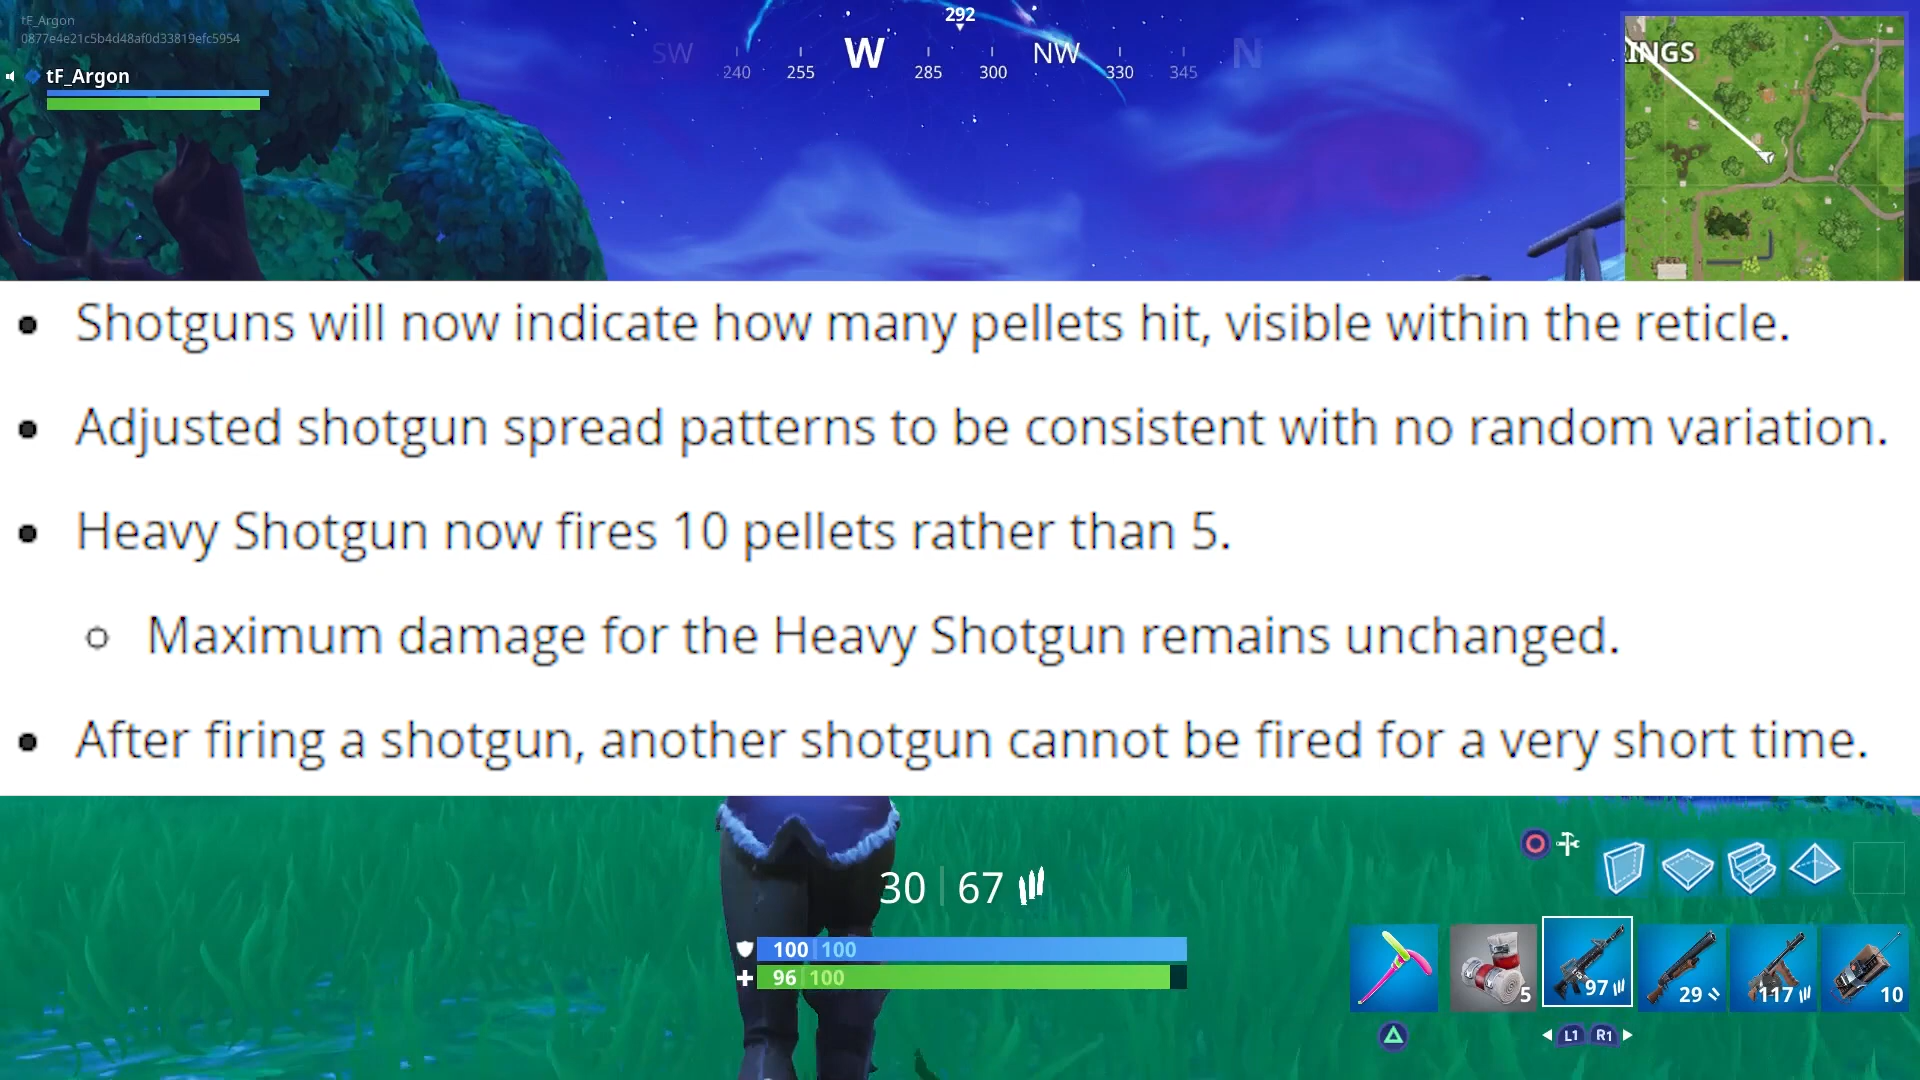 tF_Argon
0877e4e21c5b4d48af0d33819efc5954
tF_Argon
292
SW 240 255 W 285 300 NW 330 345 N
INGS
• Shotguns will now indicate how many pellets hit, visible within the reticle.
• Adjusted shotgun spread patterns to be consistent with no random variation.
• Heavy Shotgun now fires 10 pellets rather than 5.
○ Maximum damage for the Heavy Shotgun remains unchanged.
• After firing a shotgun, another shotgun cannot be fired for a very short time.
30 | 67
100 | 100
96 | 100
5 97 29 117 10
L1 R1